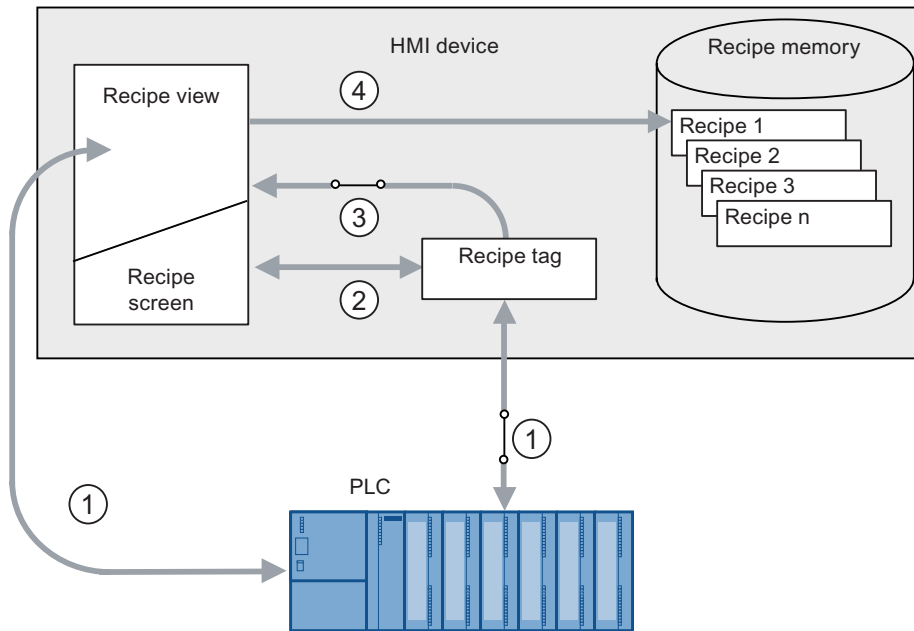 HMI device
Recipe memory
Recipe view
4
Recipe 1
Recipe 2
Recipe 3
Recipe n
3
Recipe tag
Recipe
screen
2
1
PLC
1